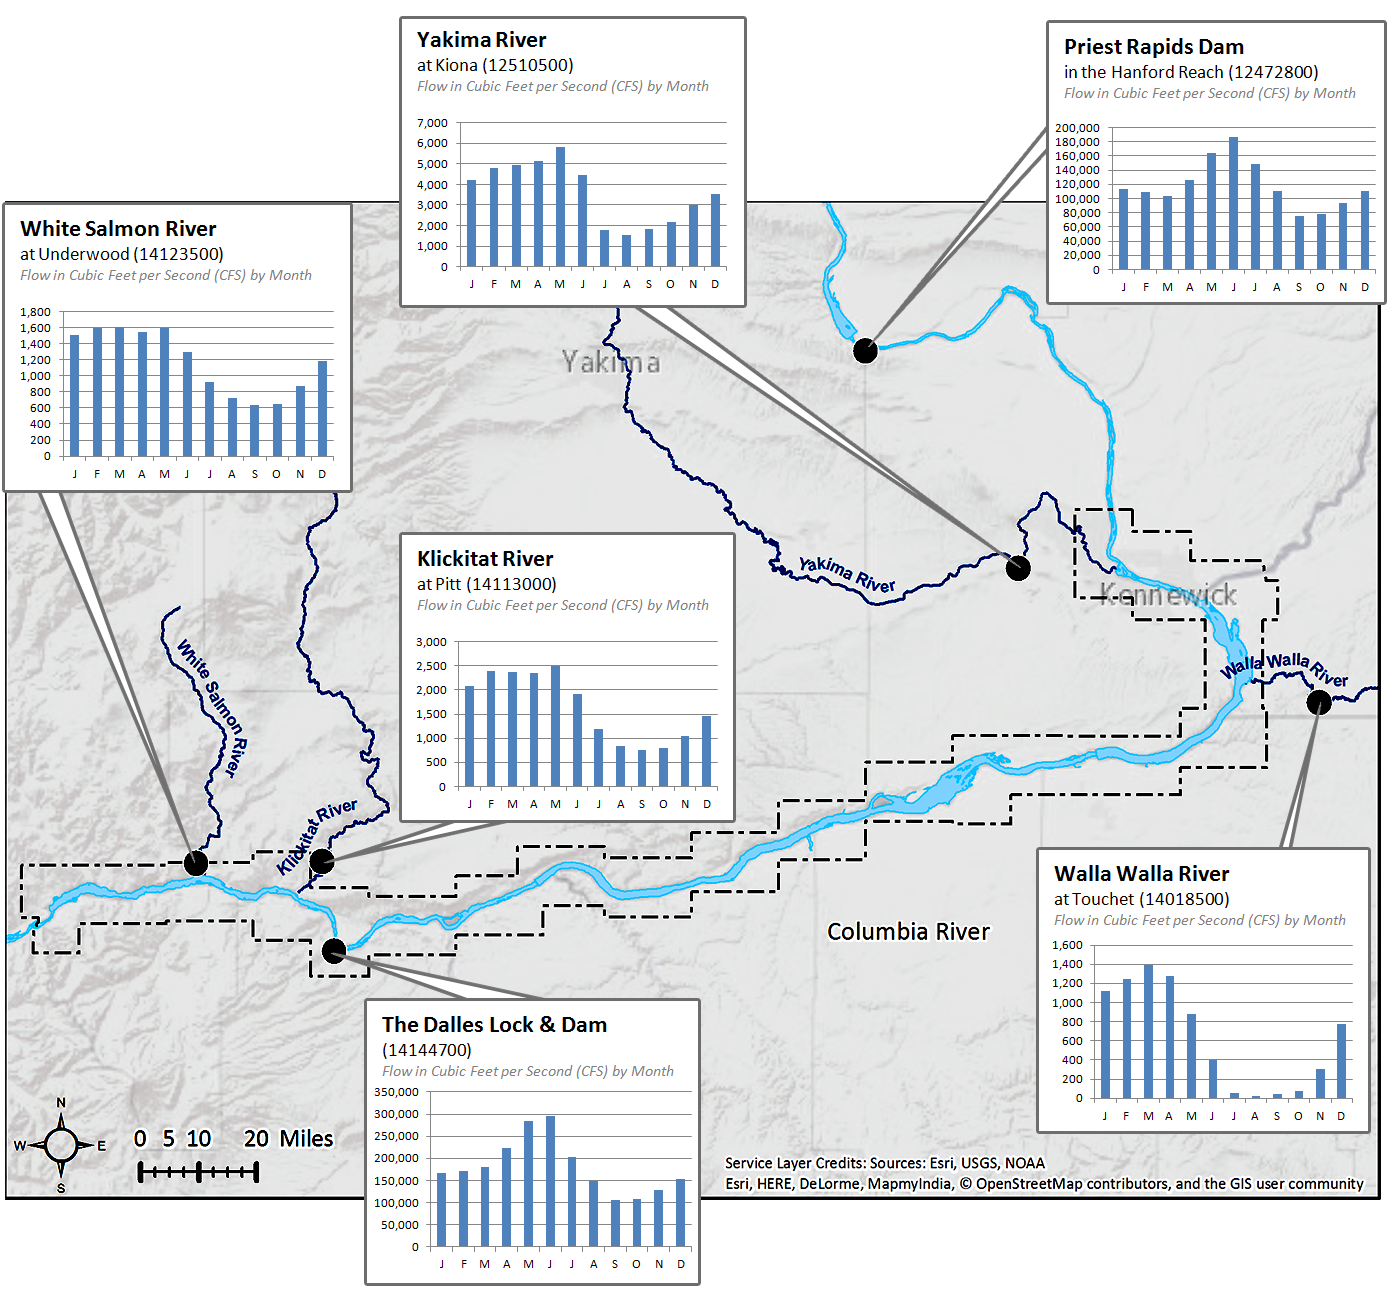 Yakima River
at Kiona (12510500)
Flow in Cubic Feet per Second (CFS) by Month
7,000
6,000
5,000
4,000
3,000
2,000
1,000
0
J F M A M J J A S O N D
Priest Rapids Dam
in the Hanford Reach (12472800)
Flow in Cubic Feet per Second (CFS) by Month
200,000
180,000
160,000
140,000
120,000
100,000
80,000
60,000
40,000
20,000
0
J F M A M J J A S O N D
White Salmon River
at Underwood (14123500)
Flow in Cubic Feet per Second (CFS) by Month
1,800
1,600
1,400
1,200
1,000
800
600
400
200
0
J F M A M J J A S O N D
Yakima
Klickitat River
at Pitt (14113000)
Flow in Cubic Feet per Second (CFS) by Month
3,000
2,500
2,000
1,500
1,000
500
0
J F M A M J J A S O N D
Yakima River
Kennewick
White Salmon River
Walla Walla River
Klickitat River
Columbia River
Walla Walla River
at Touchet (14018500)
Flow in Cubic Feet per Second (CFS) by Month
1,600
1,400
1,200
1,000
800
600
400
200
0
J F M A M J J A S O N D
The Dalles Lock & Dam
(14144700)
Flow in Cubic Feet per Second (CFS) by Month
350,000
300,000
250,000
200,000
150,000
100,000
50,000
0
J F M A M J J A S O N D
N
W E
S
0 5 10 20 Miles
Service Layer Credits: Sources: Esri, USGS, NOAA
Esri, HERE, DeLorme, MapmyIndia, © OpenStreetMap contributors, and the GIS user community